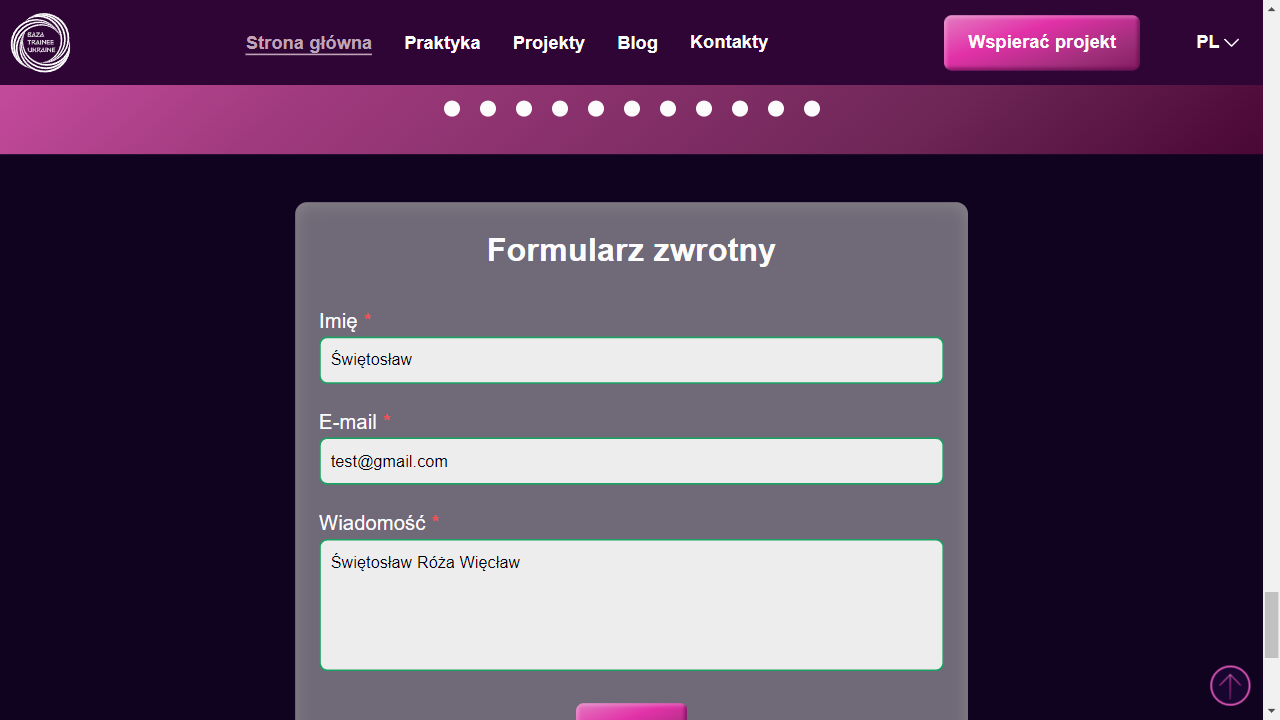 BAZA
TRAINEE
UKRAINE
Strona główna
Praktyka
Projekty
Blog
Kontakty
Wspierać projekt
PL
Formularz zwrotny
Imię *
Świętosław
E-mail *
test@gmail.com
Wiadomość *
Świętosław Róża Więcław